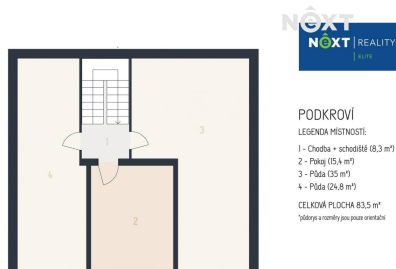 NEXT
NEXT | REALITY
ELITE
PODKROVÍ
LEGENDA MÍSTNOSTÍ:
1 - Chodba + schodiště (8,3 m²)
2 - Pokoj (15,4 m²)
3 - Půda (35 m²)
4 - Půda (24,8 m²)
CELKOVÁ PLOCHA 83,5 m²
*půdorys a rozměry jsou pouze orientační
1
3
4
2